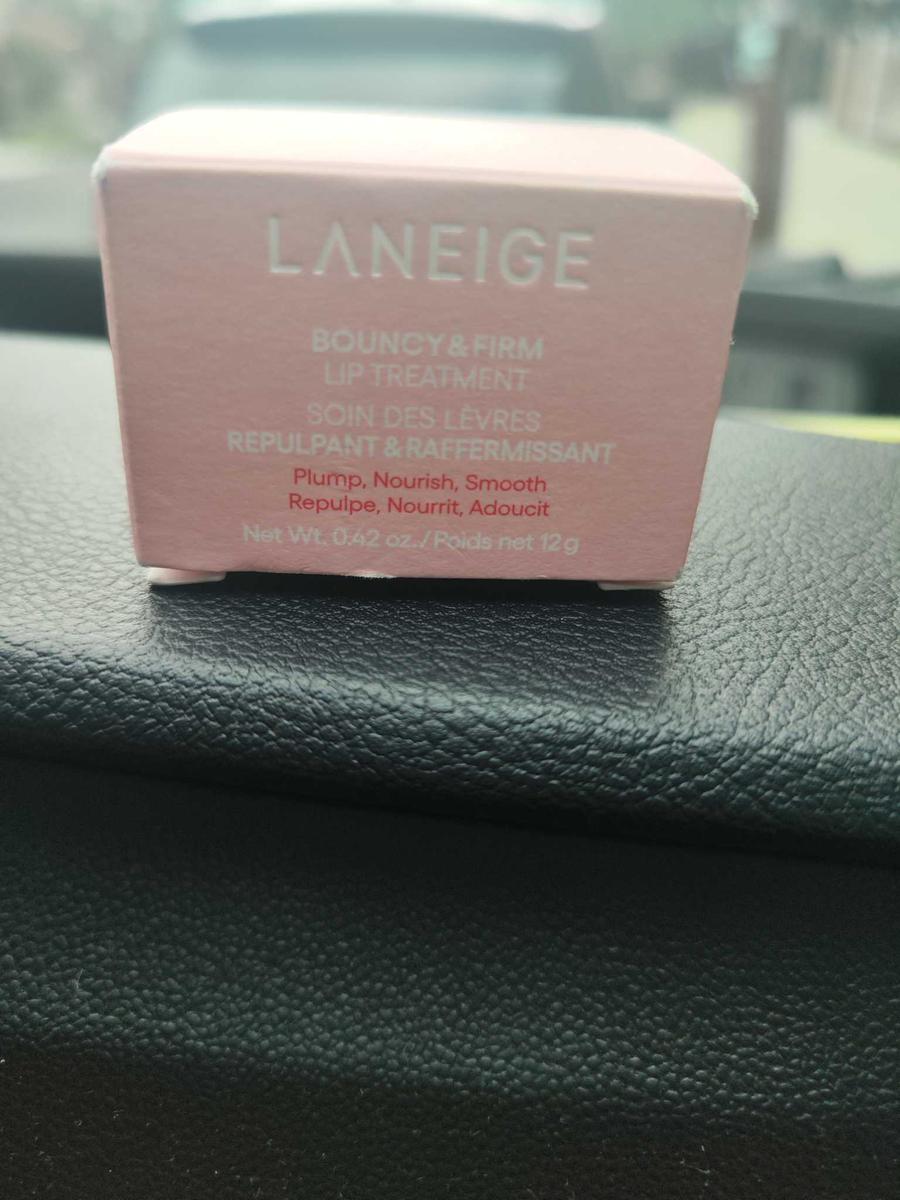 LANEIGE
BOUNCY & FIRM
LIP TREATMENT
SOIN DES LÈVRES
REPULPANT & RAFFERMISSANT
Plump, Nourish, Smooth
Repulpe, Nourrit, Adoucit
Net Wt. 0.42 oz./Poids net 12g